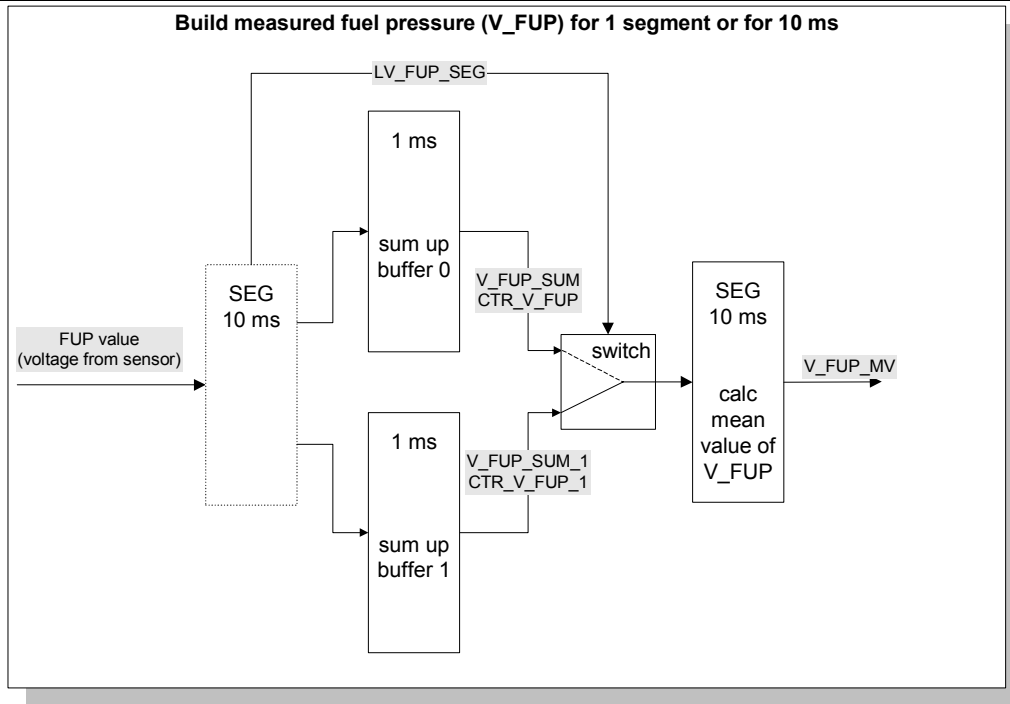 Build measured fuel pressure (V_FUP) for 1 segment or for 10 ms
LV_FUP_SEG
1 ms
sum up
buffer 0
V_FUP_SUM
CTR_V_FUP
SEG
10 ms
FUP value
(voltage from sensor)
switch
SEG
10 ms
calc
mean
value of
V_FUP
V_FUP_MV
1 ms
sum up
buffer 1
V_FUP_SUM_1
CTR_V_FUP_1